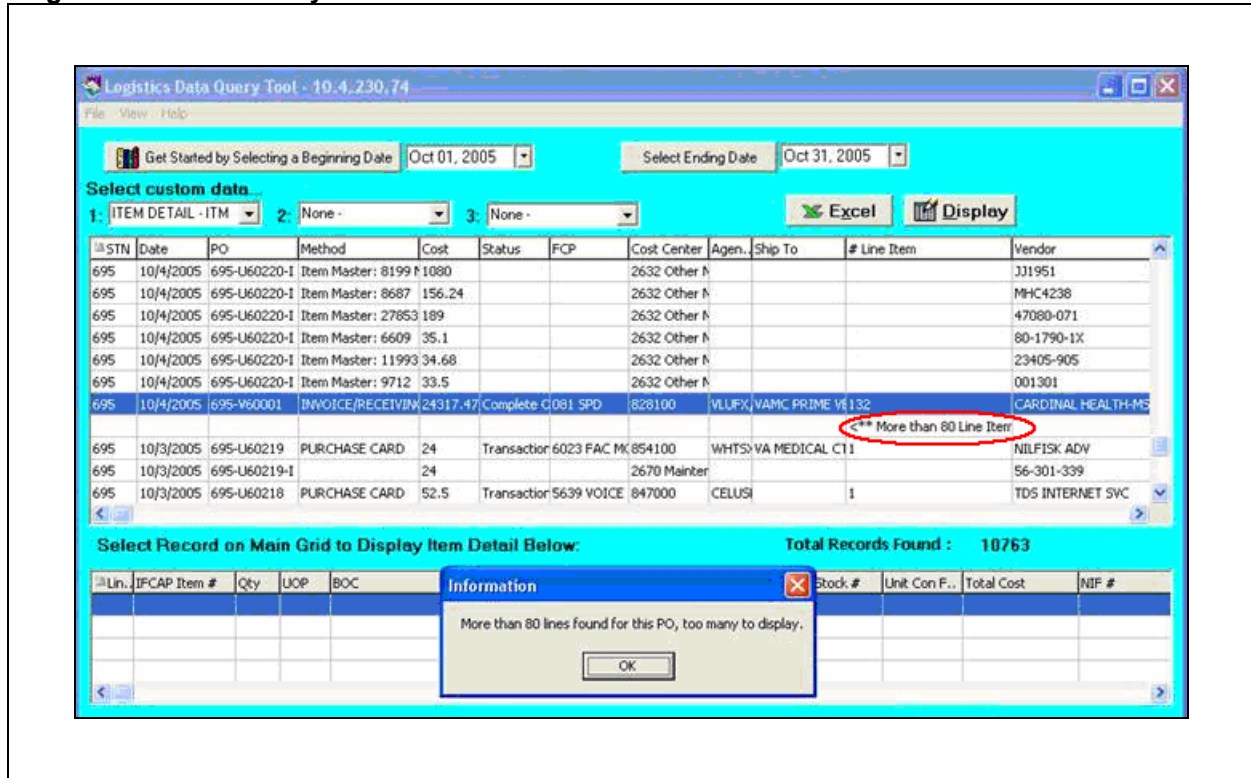 Logistics Data Query Tool - 10.4.230.74
File View Help
Get Started by Selecting a Beginning Date Oct 01, 2005 Select Ending Date Oct 31, 2005
Select custom data...
1: ITEM DETAIL - ITM 2: None - 3: None - Excel Display
STN Date PO Method Cost Status FCP Cost Center Agen.. Ship To # Line Item Vendor
695 10/4/2005 695-U60220-I Item Master: 8199 1080 2632 Other JJ1951
695 10/4/2005 695-U60220-I Item Master: 8687 156.24 2632 Other MHC4238
695 10/4/2005 695-U60220-I Item Master: 27853 189 2632 Other 47080-071
695 10/4/2005 695-U60220-I Item Master: 6609 35.1 2632 Other 80-1790-1X
695 10/4/2005 695-U60220-I Item Master: 11993 34.68 2632 Other 23405-905
695 10/4/2005 695-U60220-I Item Master: 9712 33.5 2632 Other 001301
695 10/4/2005 695-V60001 INVOICE/RECEIVIN 24317.47 Complete 081 SPD 828100 VLUFX VAMC PRIME 132 CARDINAL HEALTH-MS
<** More than 80 Line Item
695 10/4/2005 695-U60219 PURCHASE CARD 24 Transaction 6023 FAC 854100 WHTS VA MEDICAL 1 NILFISK ADV
695 10/3/2005 695-U60219-I 24 2670 Mainter 56-301-339
695 10/3/2005 695-U60218 PURCHASE CARD 52.5 Transaction 5639 VOICE 847000 CELUS 1 TDS INTERNET SVC
Select Record on Main Grid to Display Item Detail Below: Total Records Found : 10763
Lin.. IFCAP Item # Qty UOP BOC Stock # Unit Con F.. Total Cost NIF #
Information
More than 80 lines found for this PO, too many to display.
OK